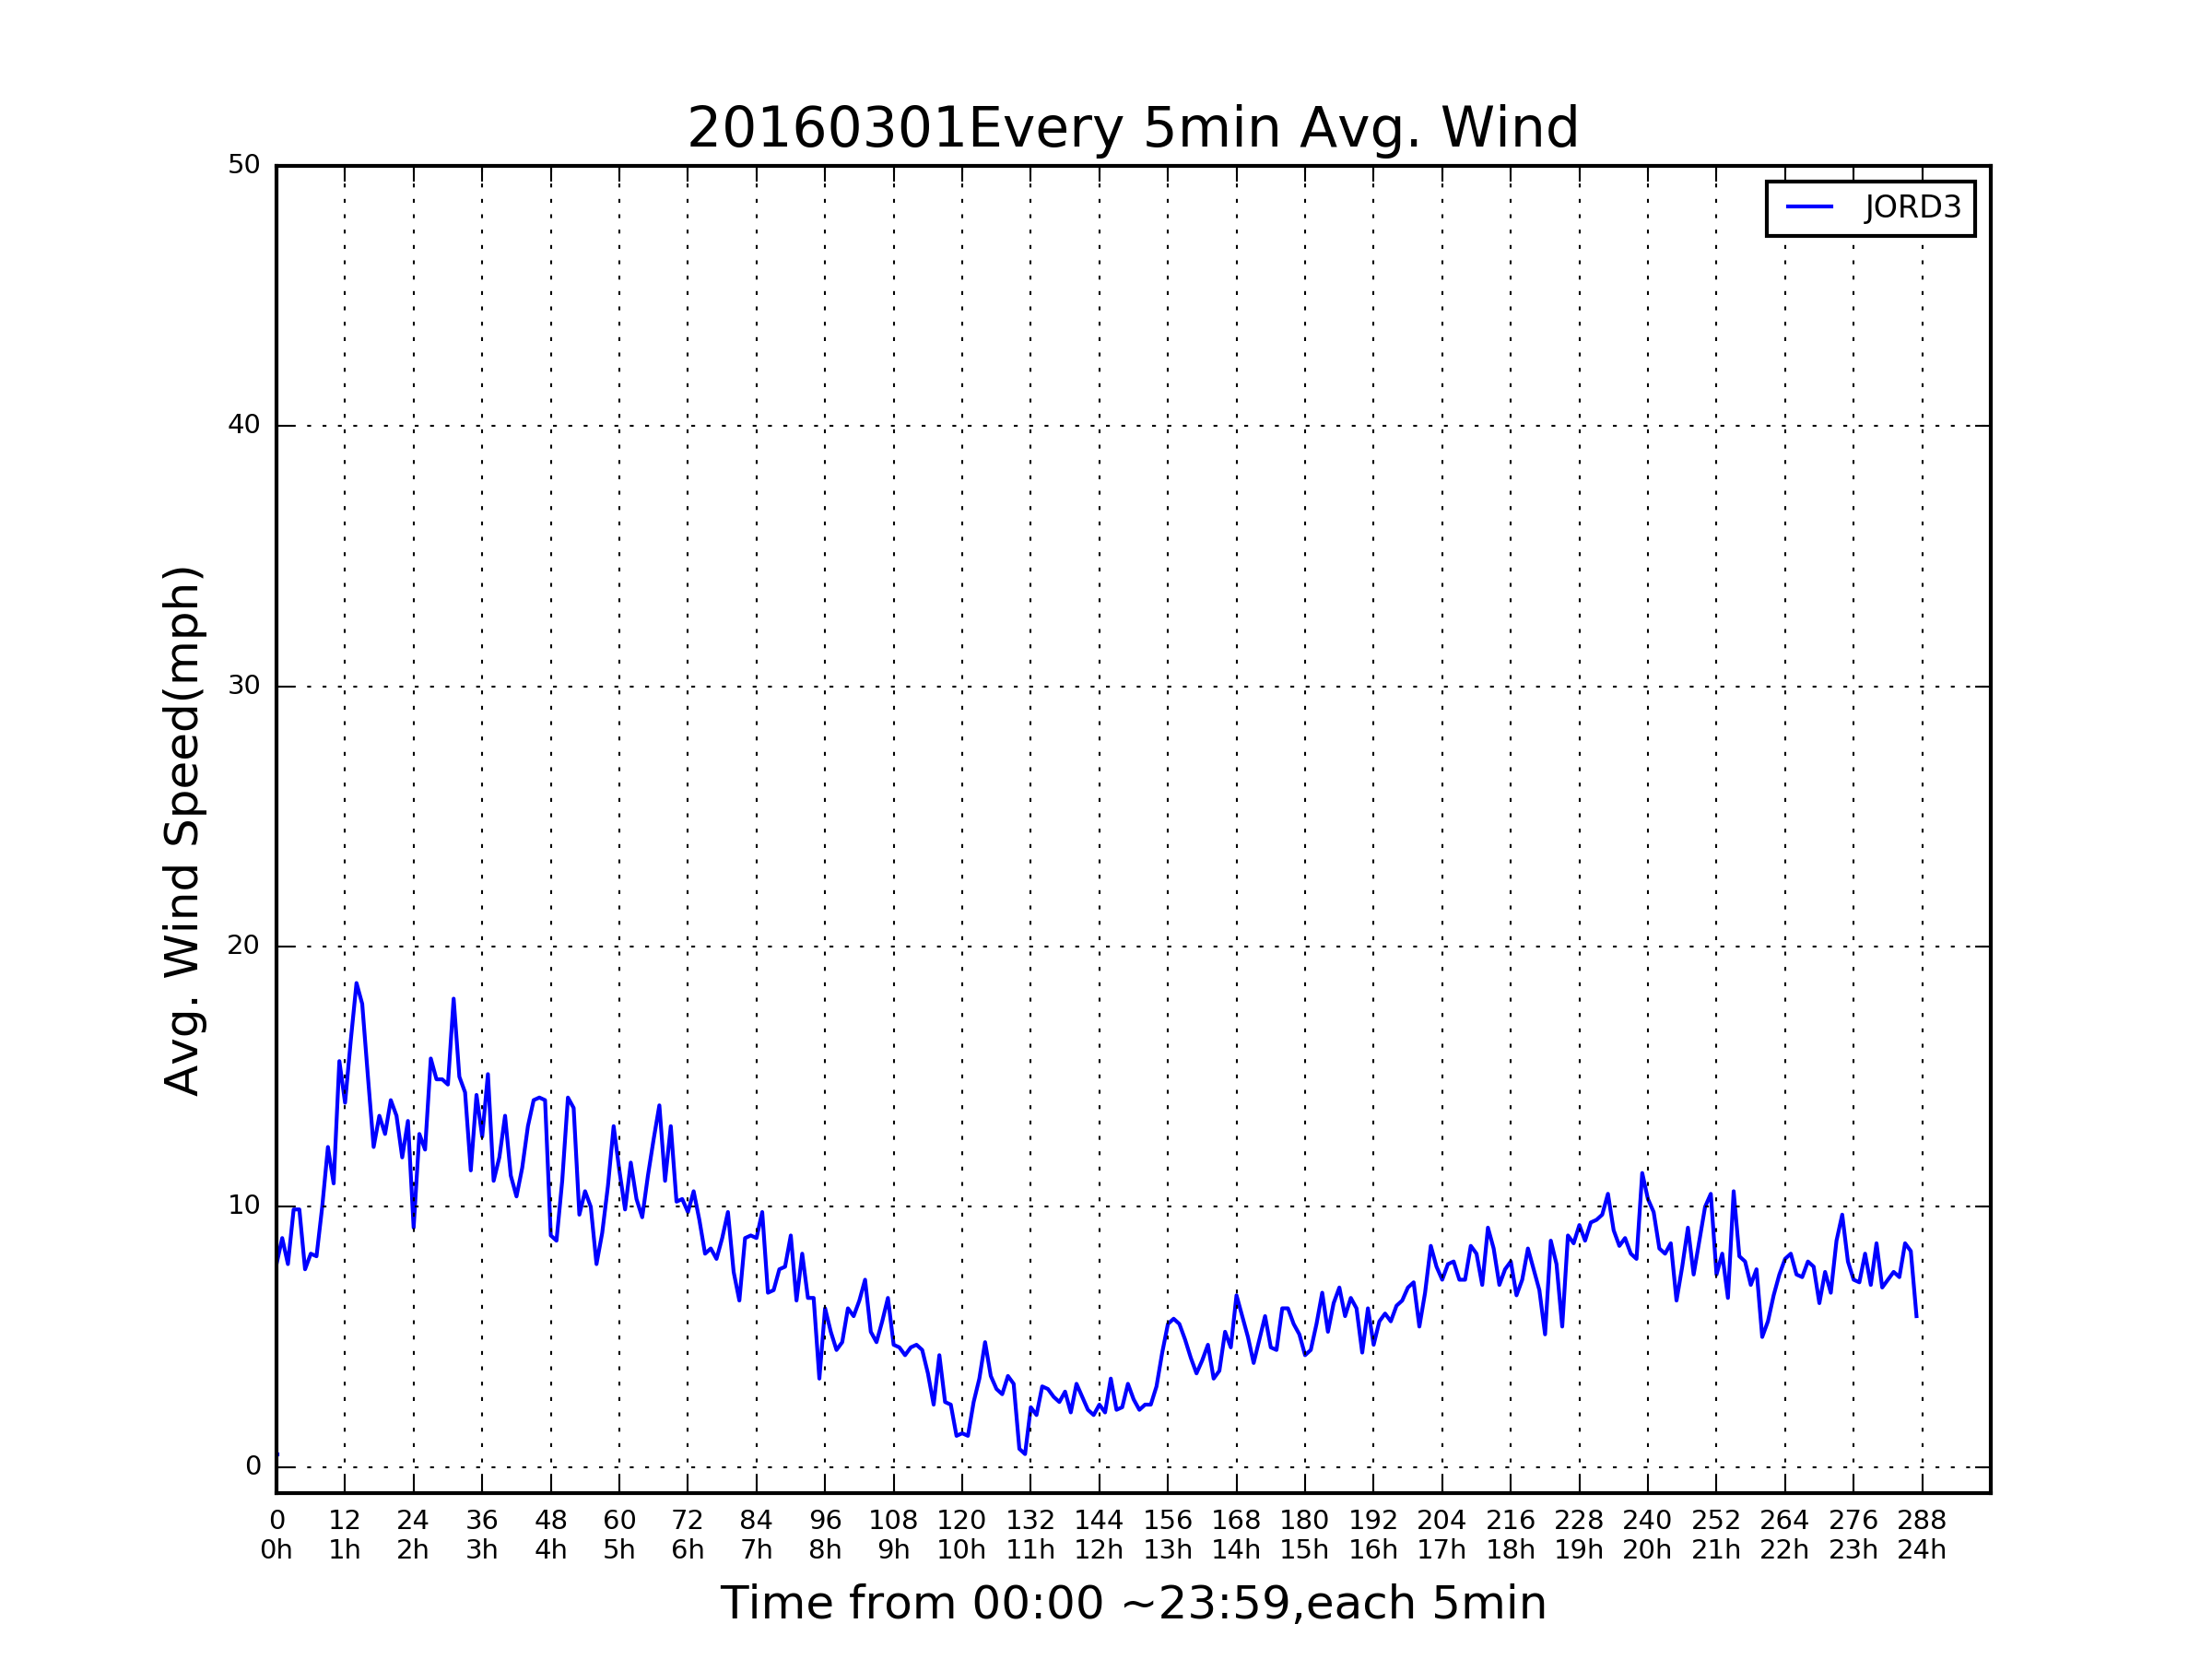 20160301Every 5min Avg. Wind
JORD3
50
40
30
20
10
0
Avg. Wind Speed(mph)
0 12 24 36 48 60 72 84 96 108 120 132 144 156 168 180 192 204 216 228 240 252 264 276 288
0h 1h 2h 3h 4h 5h 6h 7h 8h 9h 10h 11h 12h 13h 14h 15h 16h 17h 18h 19h 20h 21h 22h 23h 24h
Time from 00:00 ~23:59,each 5min